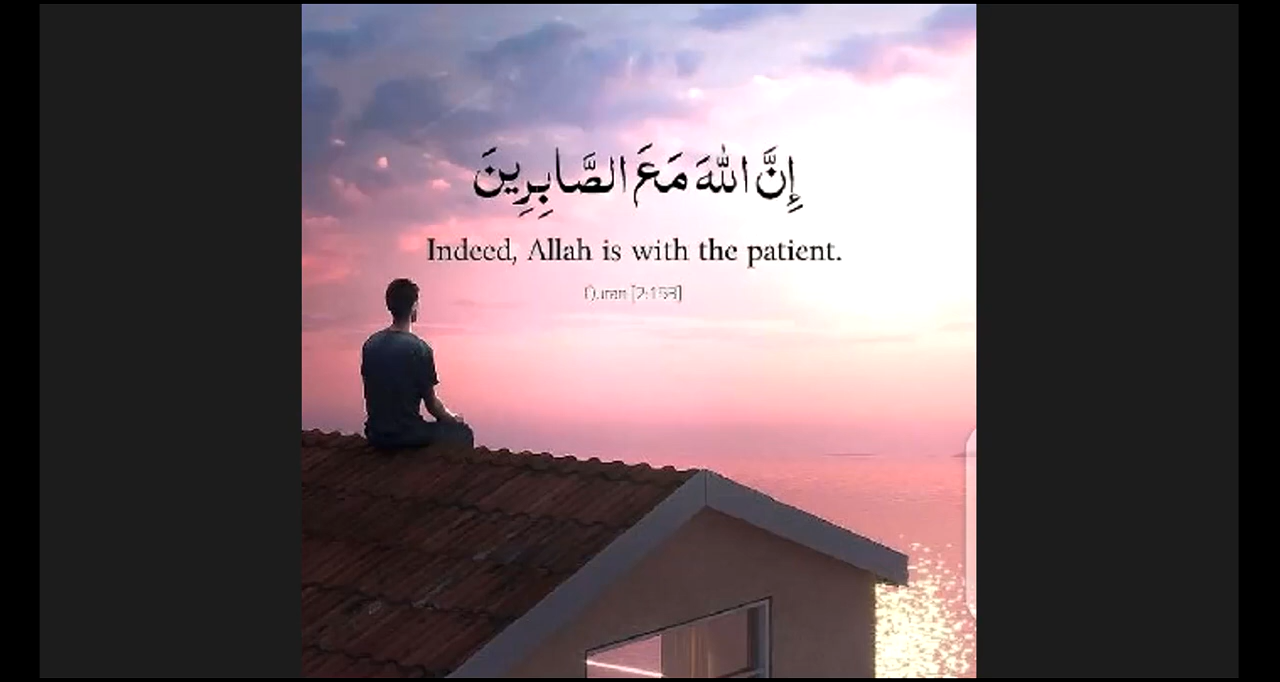 إِنَّ اللَّهَ مَعَ الصَّابِرِينَ
Indeed, Allah is with the patient.
Quran [2:153]